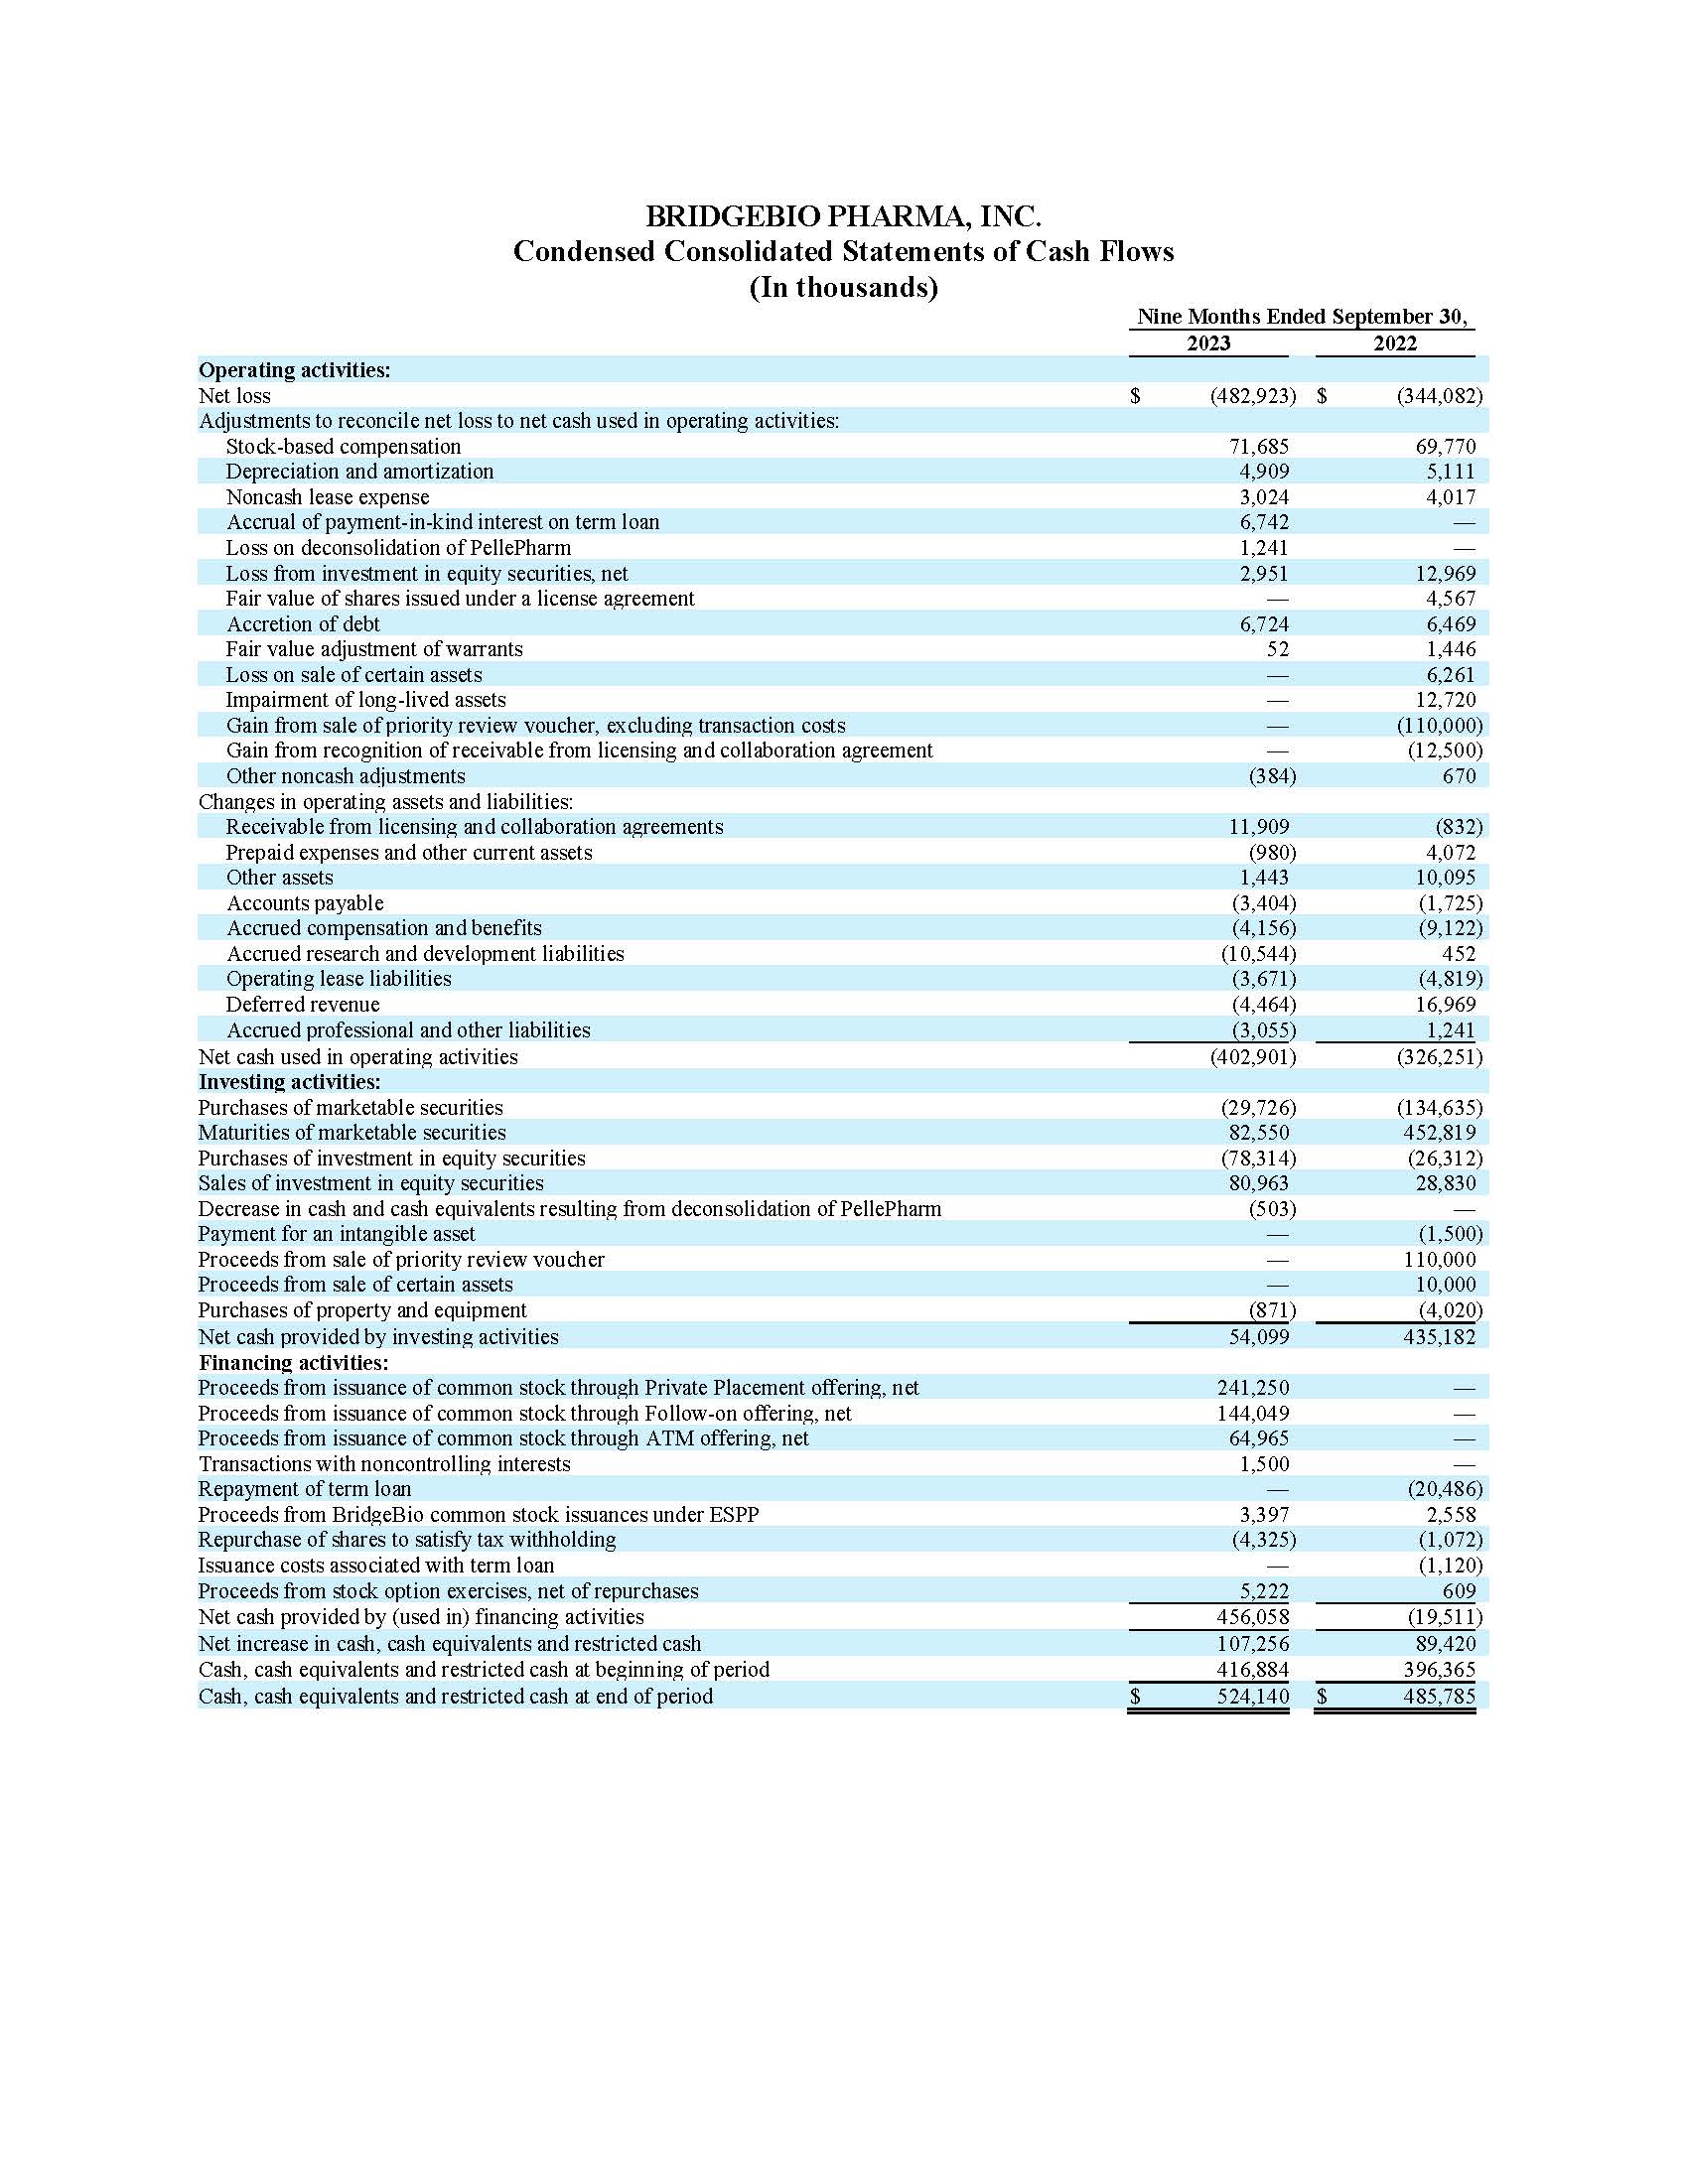 BRIDGEBIO PHARMA, INC.
Condensed Consolidated Statements of Cash Flows
(In thousands)
Nine Months Ended September 30,
2023 2022
Operating activities:
Net loss $ (482,923) $ (344,082)
Adjustments to reconcile net loss to net cash used in operating activities:
Stock-based compensation 71,685 69,770
Depreciation and amortization 4,909 5,111
Noncash lease expense 3,024 4,017
Accrual of payment-in-kind interest on term loan 6,742 —
Loss on deconsolidation of PellePharm 1,241 —
Loss from investment in equity securities, net 2,951 12,969
Fair value of shares issued under a license agreement — 4,567
Accretion of debt 6,724 6,469
Fair value adjustment of warrants 52 1,446
Loss on sale of certain assets — 6,261
Impairment of long-lived assets — 12,720
Gain from sale of priority review voucher, excluding transaction costs — (110,000)
Gain from recognition of receivable from licensing and collaboration agreement — (12,500)
Other noncash adjustments (384) 670
Changes in operating assets and liabilities:
Receivable from licensing and collaboration agreements 11,909 (832)
Prepaid expenses and other current assets (980) 4,072
Other assets 1,443 10,095
Accounts payable (3,404) (1,725)
Accrued compensation and benefits (4,156) (9,122)
Accrued research and development liabilities (10,544) 452
Operating lease liabilities (3,671) (4,819)
Deferred revenue (4,464) 16,969
Accrued professional and other liabilities (3,055) 1,241
Net cash used in operating activities (402,901) (326,251)
Investing activities:
Purchases of marketable securities (29,726) (134,635)
Maturities of marketable securities 82,550 452,819
Purchases of investment in equity securities (78,314) (26,312)
Sales of investment in equity securities 80,963 28,830
Decrease in cash and cash equivalents resulting from deconsolidation of PellePharm (503) —
Payment for an intangible asset — (1,500)
Proceeds from sale of priority review voucher — 110,000
Proceeds from sale of certain assets — 10,000
Purchases of property and equipment (871) (4,020)
Net cash provided by investing activities 54,099 435,182
Financing activities:
Proceeds from issuance of common stock through Private Placement offering, net 241,250 —
Proceeds from issuance of common stock through Follow-on offering, net 144,049 —
Proceeds from issuance of common stock through ATM offering, net 64,965 —
Transactions with noncontrolling interests 1,500 —
Repayment of term loan — (20,486)
Proceeds from BridgeBio common stock issuances under ESPP 3,397 2,558
Repurchase of shares to satisfy tax withholding (4,325) (1,072)
Issuance costs associated with term loan — (1,120)
Proceeds from stock option exercises, net of repurchases 5,222 609
Net cash provided by (used in) financing activities 456,058 (19,511)
Net increase in cash, cash equivalents and restricted cash 107,256 89,420
Cash, cash equivalents and restricted cash at beginning of period 416,884 396,365
Cash, cash equivalents and restricted cash at end of period $ 524,140 $ 485,785